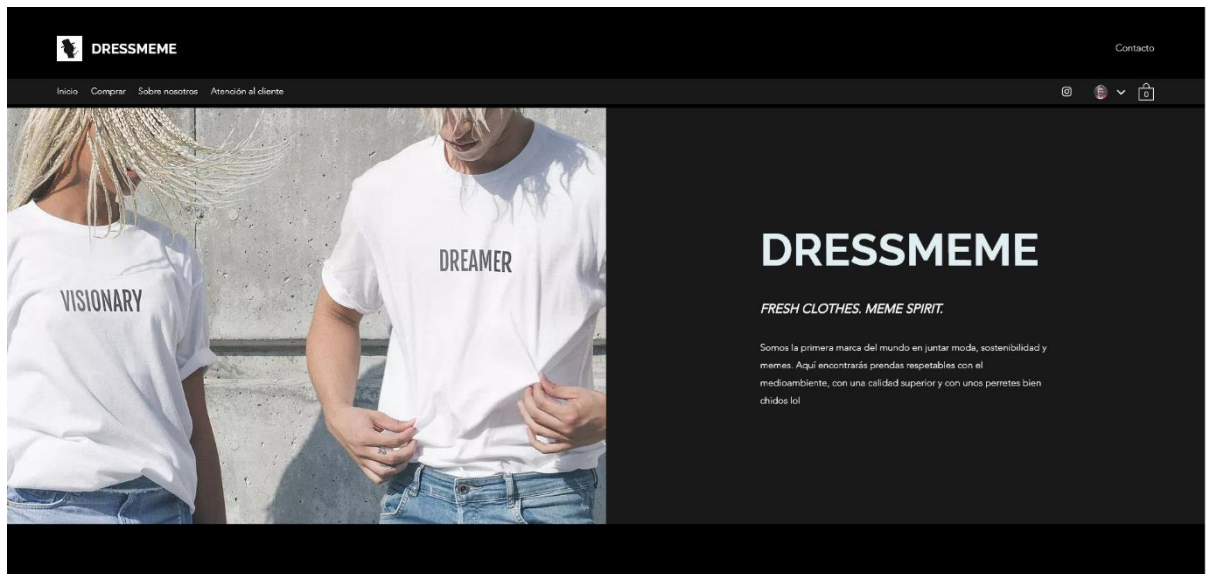 DRESSMEME
Contacto
Inicio Comprar Sobre nosotros Atención al cliente
0
VISIONARY
DREAMER
DRESSMEME
FRESH CLOTHES. MEME SPIRIT.
Somos la primera marca del mundo en juntar moda, sostenibilidad y
memes. Aquí encontrarás prendas respetables con el
medioambiente, con una calidad superior y con unos perretes bien
chidos lol